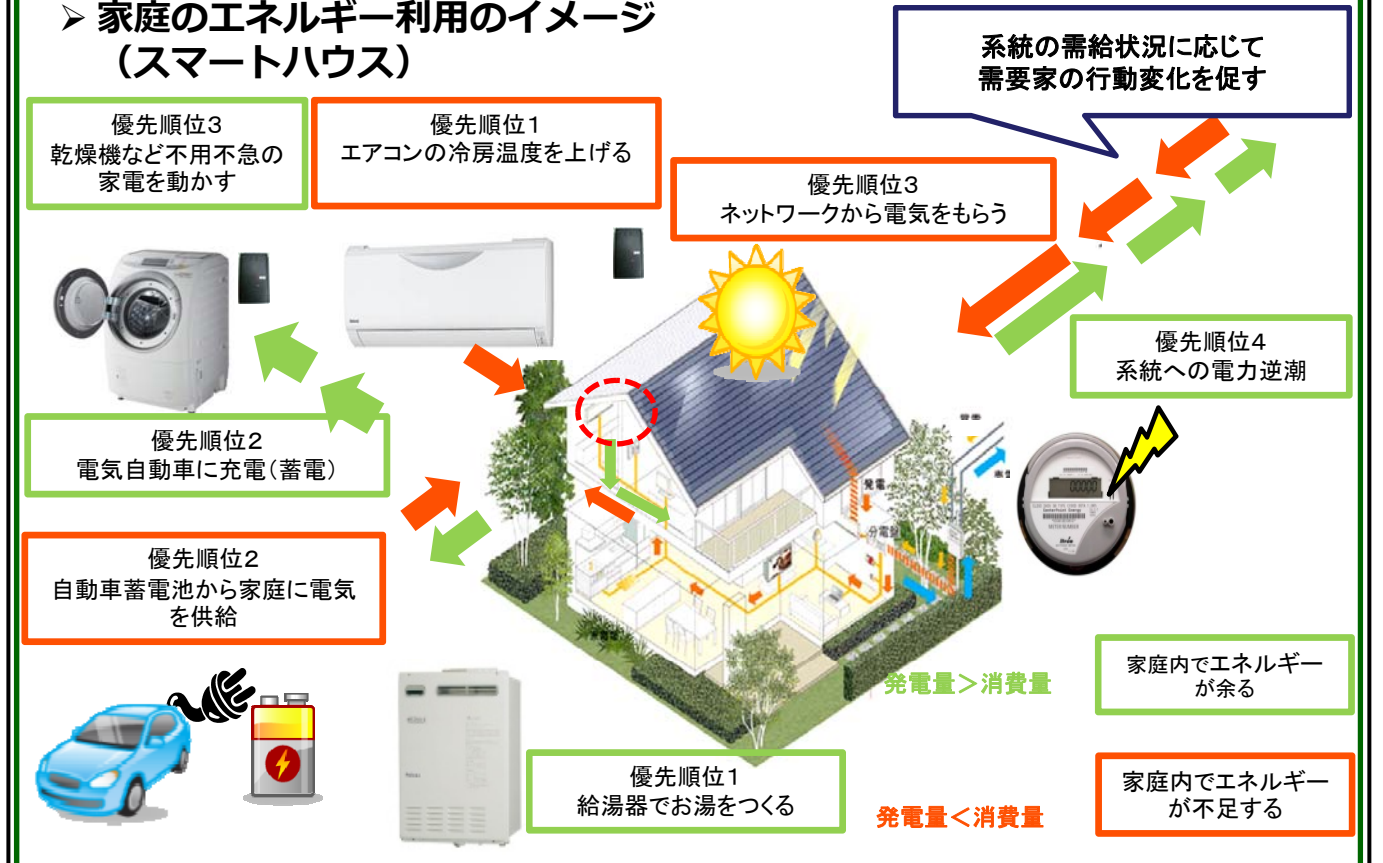 ➢ 家庭のエネルギー利用のイメージ
（スマートハウス）
系統の需給状況に応じて
需要家の行動変化を促す
優先順位３
乾燥機など不用不急の
家電を動かす
優先順位１
エアコンの冷房温度を上げる
優先順位３
ネットワークから電気をもらう
優先順位４
系統への電力逆潮
優先順位２
電気自動車に充電（蓄電）
発電
分電盤
00000
優先順位２
自動車蓄電池から家庭に電気
を供給
発電量＞消費量
家庭内でエネルギー
が余る
優先順位１
給湯器でお湯をつくる
発電量＜消費量
家庭内でエネルギー
が不足する